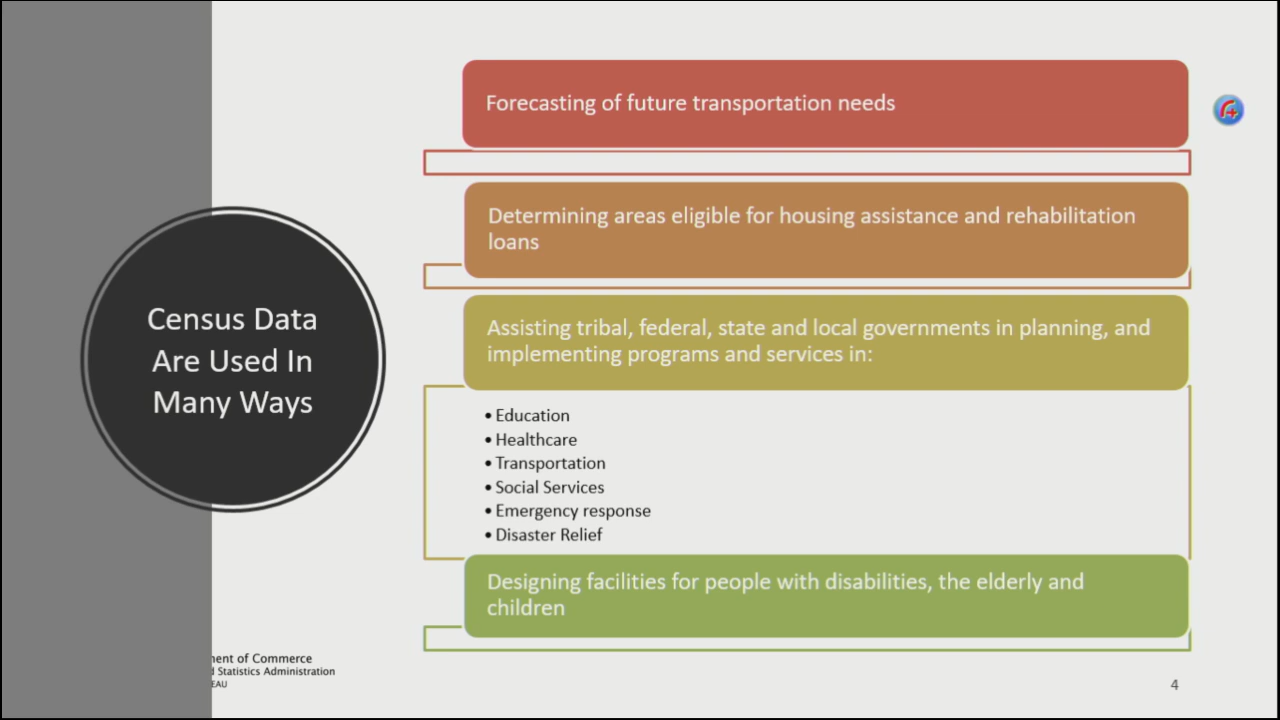 Census Data
Are Used In
Many Ways
Forecasting of future transportation needs
Determining areas eligible for housing assistance and rehabilitation
loans
Assisting tribal, federal, state and local governments in planning, and
implementing programs and services in:
• Education
• Healthcare
• Transportation
• Social Services
• Emergency response
• Disaster Relief
Designing facilities for people with disabilities, the elderly and
children
of Commerce
Statistics Administration
4